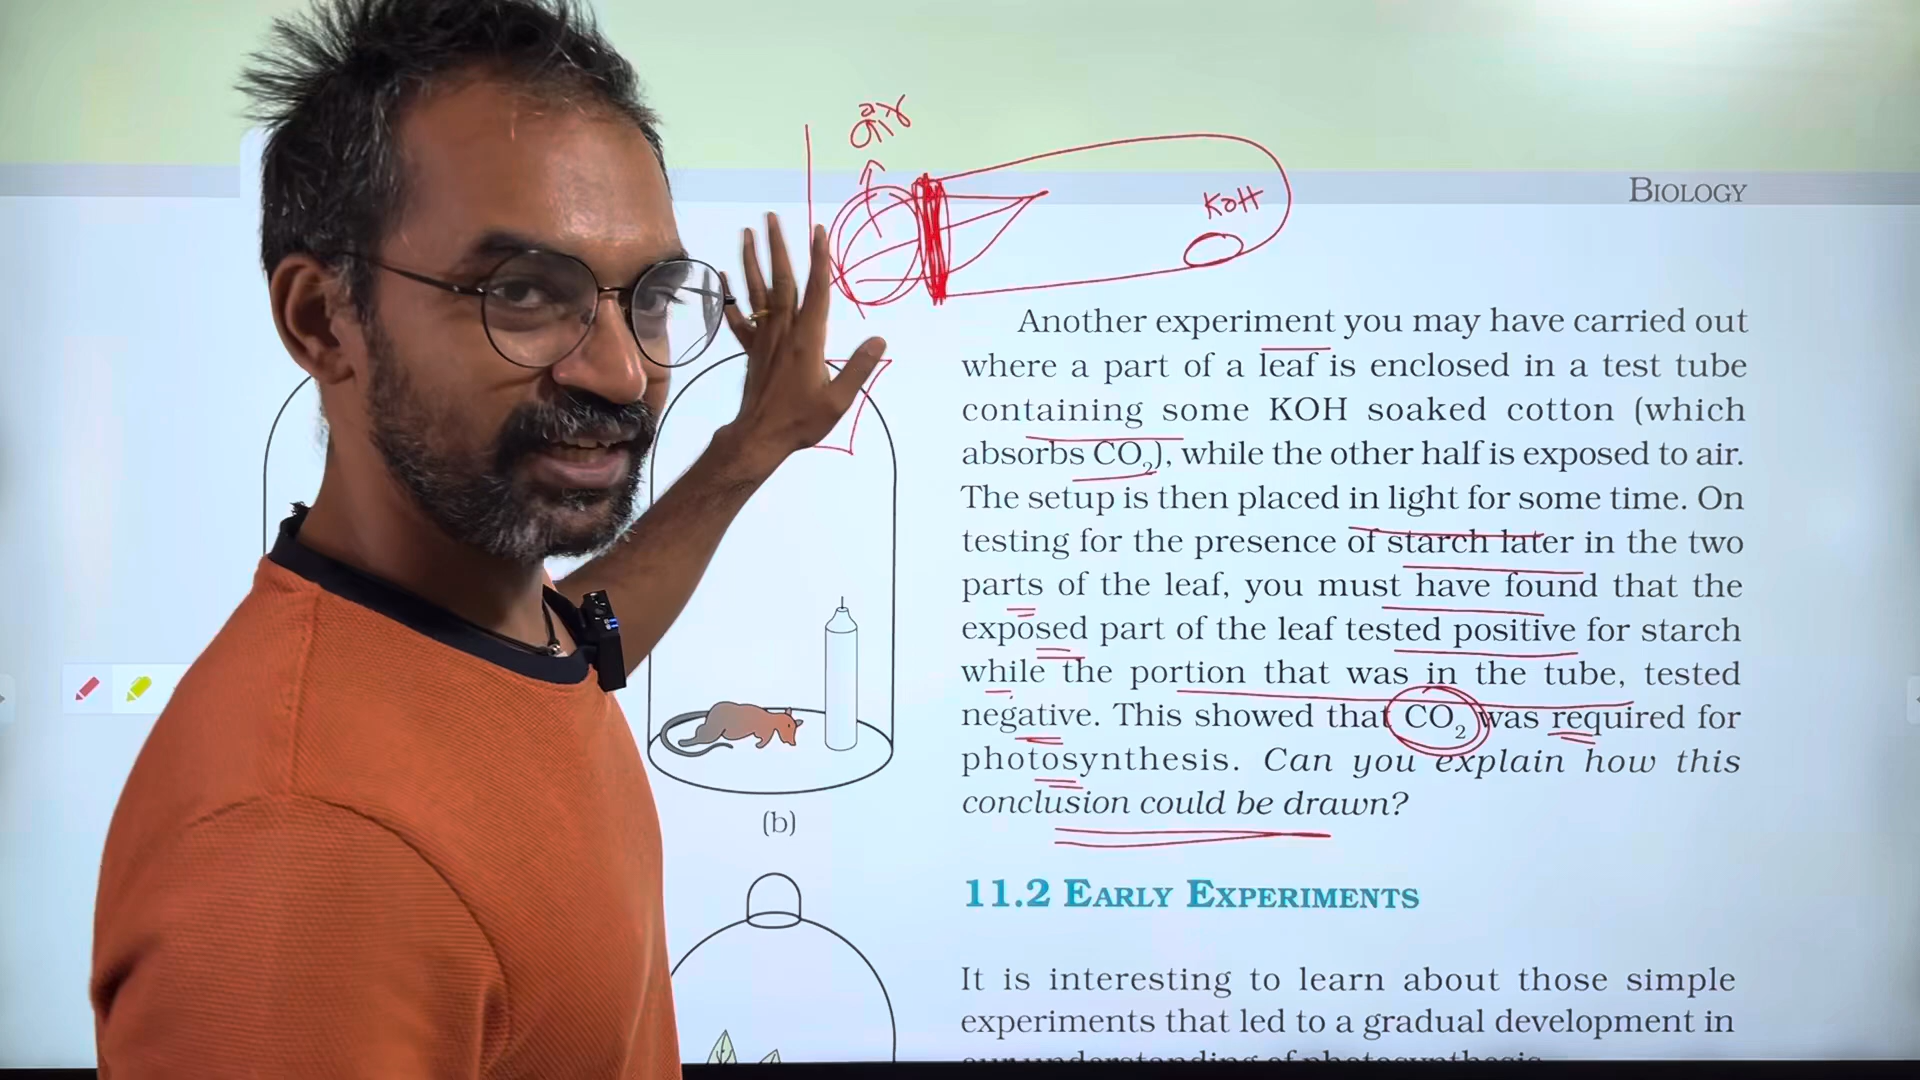 air
KOH
BIOLOGY
Another experiment you may have carried out
where a part of a leaf is enclosed in a test tube
containing some KOH soaked cotton (which
absorbs CO₂), while the other half is exposed to air.
The setup is then placed in light for some time. On
testing for the presence of starch later in the two
parts of the leaf, you must have found that the
exposed part of the leaf tested positive for starch
while the portion that was in the tube, tested
negative. This showed that CO₂ was required for
photosynthesis. Can you explain how this
conclusion could be drawn?
(b)
11.2 EARLY EXPERIMENTS
It is interesting to learn about those simple
experiments that led to a gradual development in
our understanding of photosynthesis.